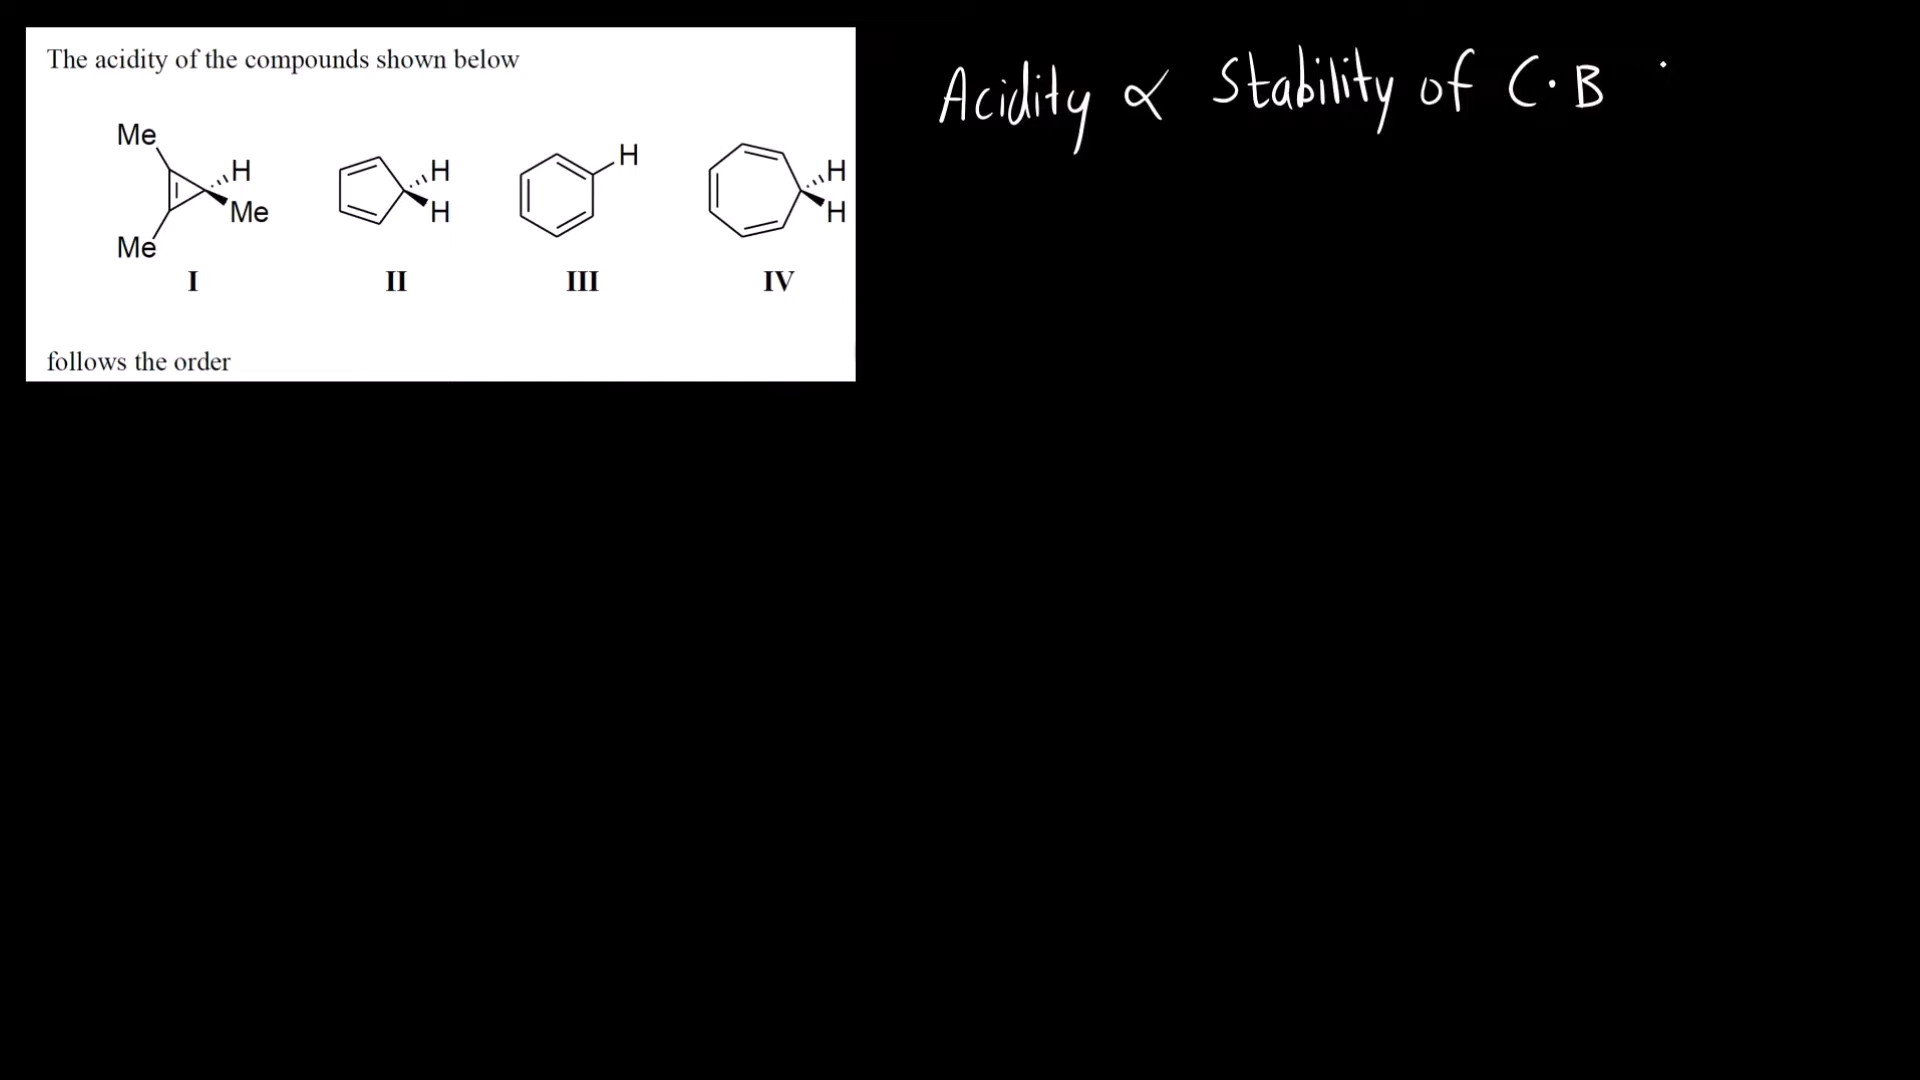 The acidity of the compounds shown below
Me
H
Me
Me
H
H
H
H
H
I II III IV
follows the order
Acidity ∝ Stability of C·B